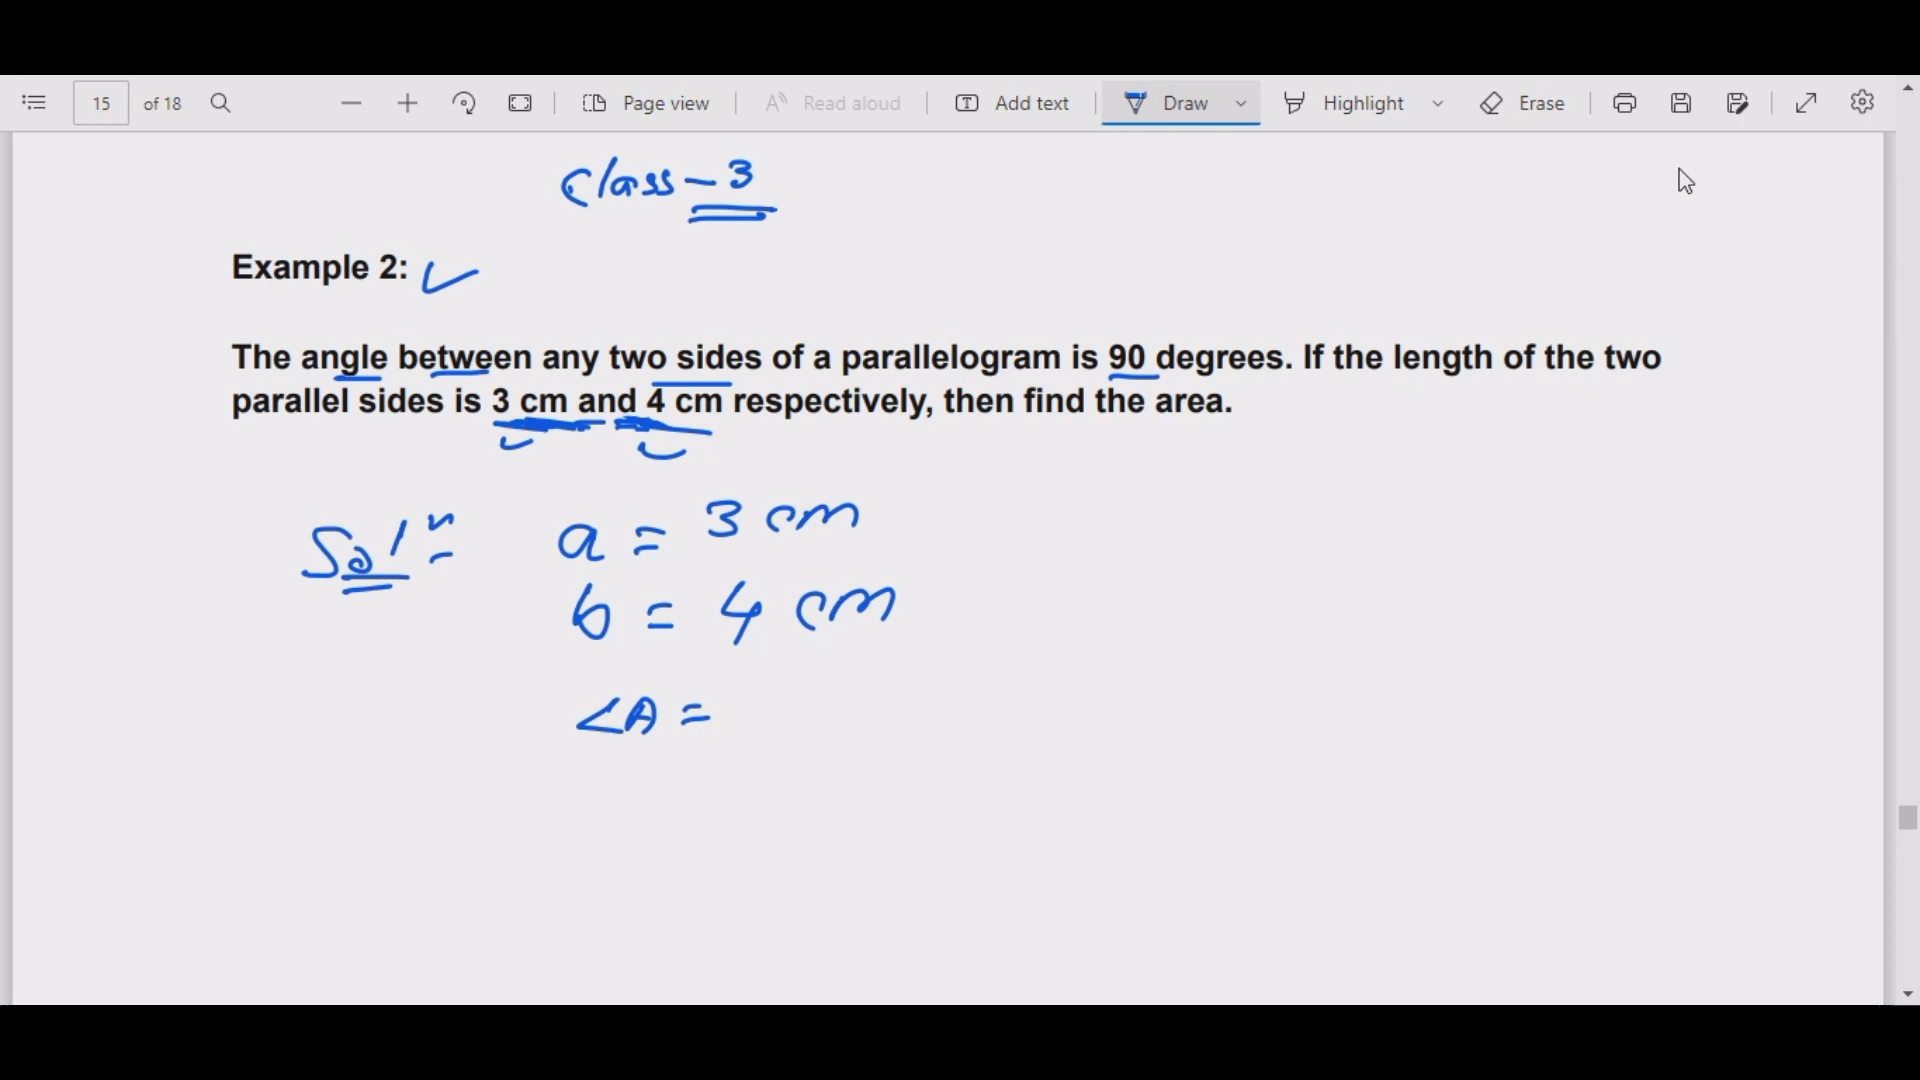 15 of 18 Page view Read aloud Add text Draw Highlight Erase
Class-3
Example 2:
The angle between any two sides of a parallelogram is 90 degrees. If the length of the two
parallel sides is 3 cm and 4 cm respectively, then find the area.
Solⁿ a = 3 cm
b = 4 cm
∠A =